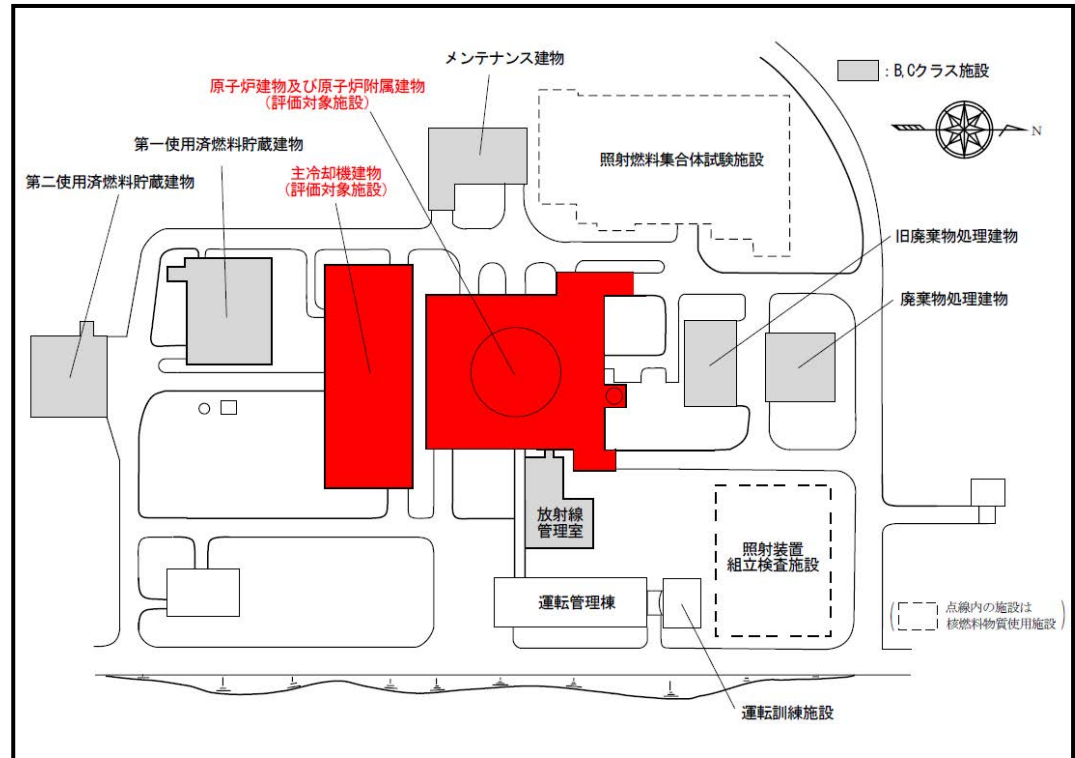 メンテナンス建物
：B,Cクラス施設
原子炉建物及び原子炉附属建物
(評価対象施設)
N
第一使用済燃料貯蔵建物
照射燃料集合体試験施設
主冷却機建物
(評価対象施設)
第二使用済燃料貯蔵建物
旧廃棄物処理建物
廃棄物処理建物
放射線
管理室
照射装置
組立検査施設
運転管理棟
点線内の施設は
核燃料物質使用施設
運転訓練施設